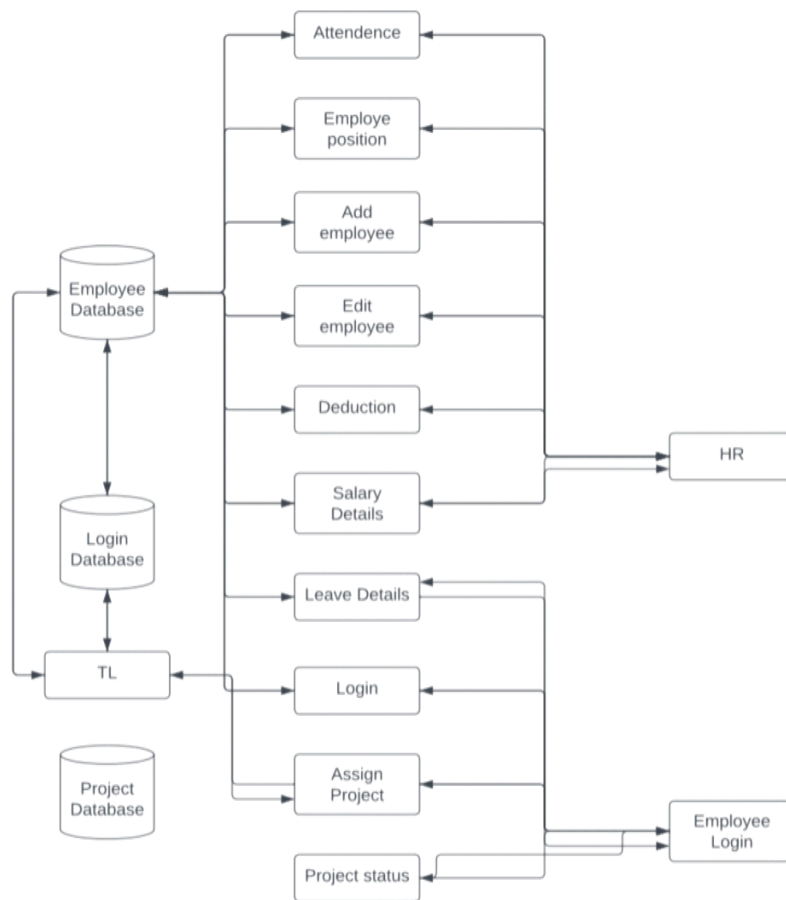 Attendence
Employe
position
Add
employee
Employee
Database
Edit
employee
Deduction
HR
Salary
Details
Login
Database
Leave Details
TL
Login
Project
Database
Assign
Project
Employee
Login
Project status